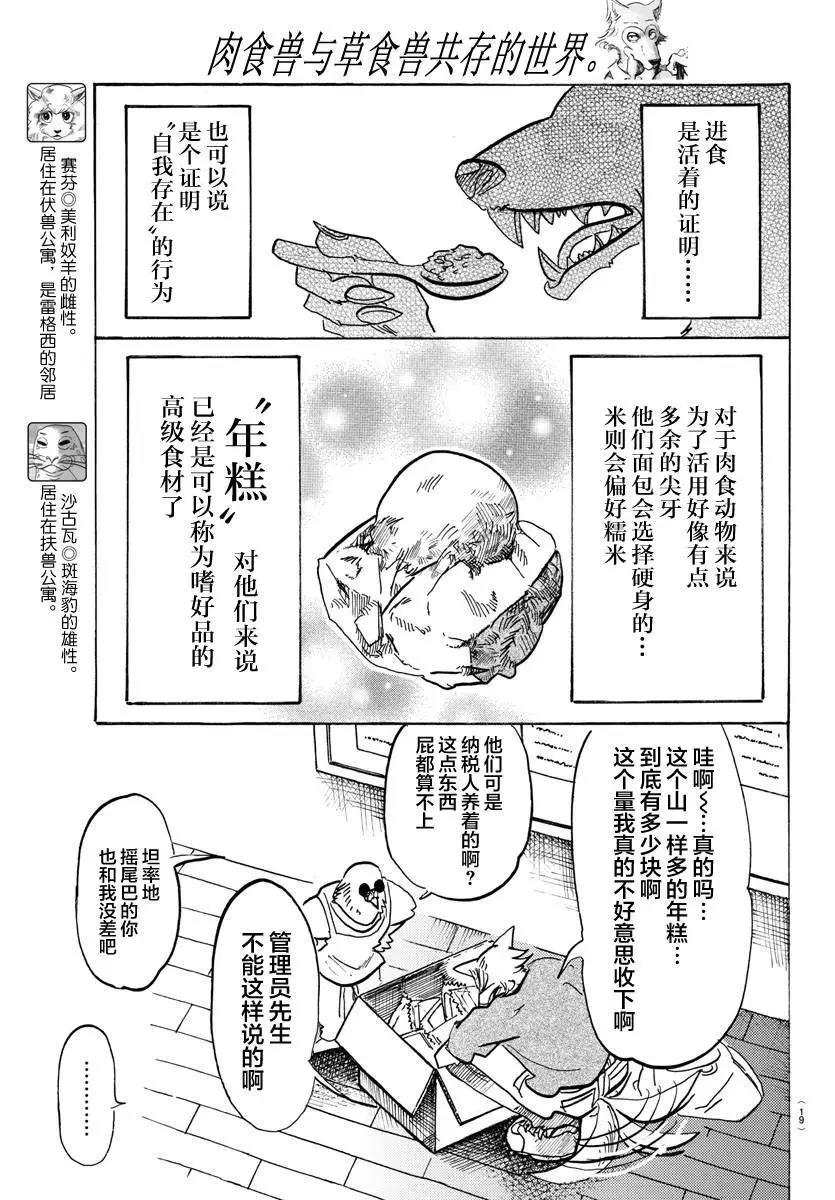 肉食兽与草食兽共存的世界。
进食
是活着的证明……
也可以说
是个证明
〝自我存在〞的行为
赛芬◎美利奴羊的雌性。
居住在伏兽公寓，是雷格西的邻居
对于肉食动物来说
为了活用好像有点
多余的尖牙
他们面包会选择硬身的…
米则会偏好糯米
〝年糕〞对他们来说
已经是可以称为嗜好品的
高级食材了
沙古瓦◎斑海豹的雄性。
居住在扶兽公寓。
哇啊~~…真的吗…
这个山一样多的年糕…
到底有多少块啊
这个量我真的不好意思收下啊
他们可是
纳税人养着的啊？
这点东西
屁都算不上
管理员先生
不能这样说的啊
坦率地
摇尾巴的你
也和我没差吧
………
(19)